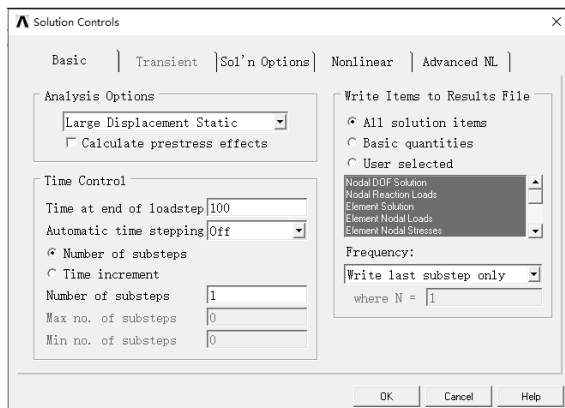 Solution Controls
Basic Transient Sol'n Options Nonlinear Advanced NL
Analysis Options
Large Displacement Static
Calculate prestress effects
Time Control
Time at end of loadstep 100
Automatic time stepping Off
Number of substeps
Time increment
Number of substeps 1
Max no. of substeps 0
Min no. of substeps 0
Write Items to Results File
All solution items
Basic quantities
User selected
Nodal DOF Solution
Nodal Reaction Loads
Element Solution
Element Nodal Loads
Element Nodal Stresses
Frequency:
Write last substep only
where N = 1
OK Cancel Help